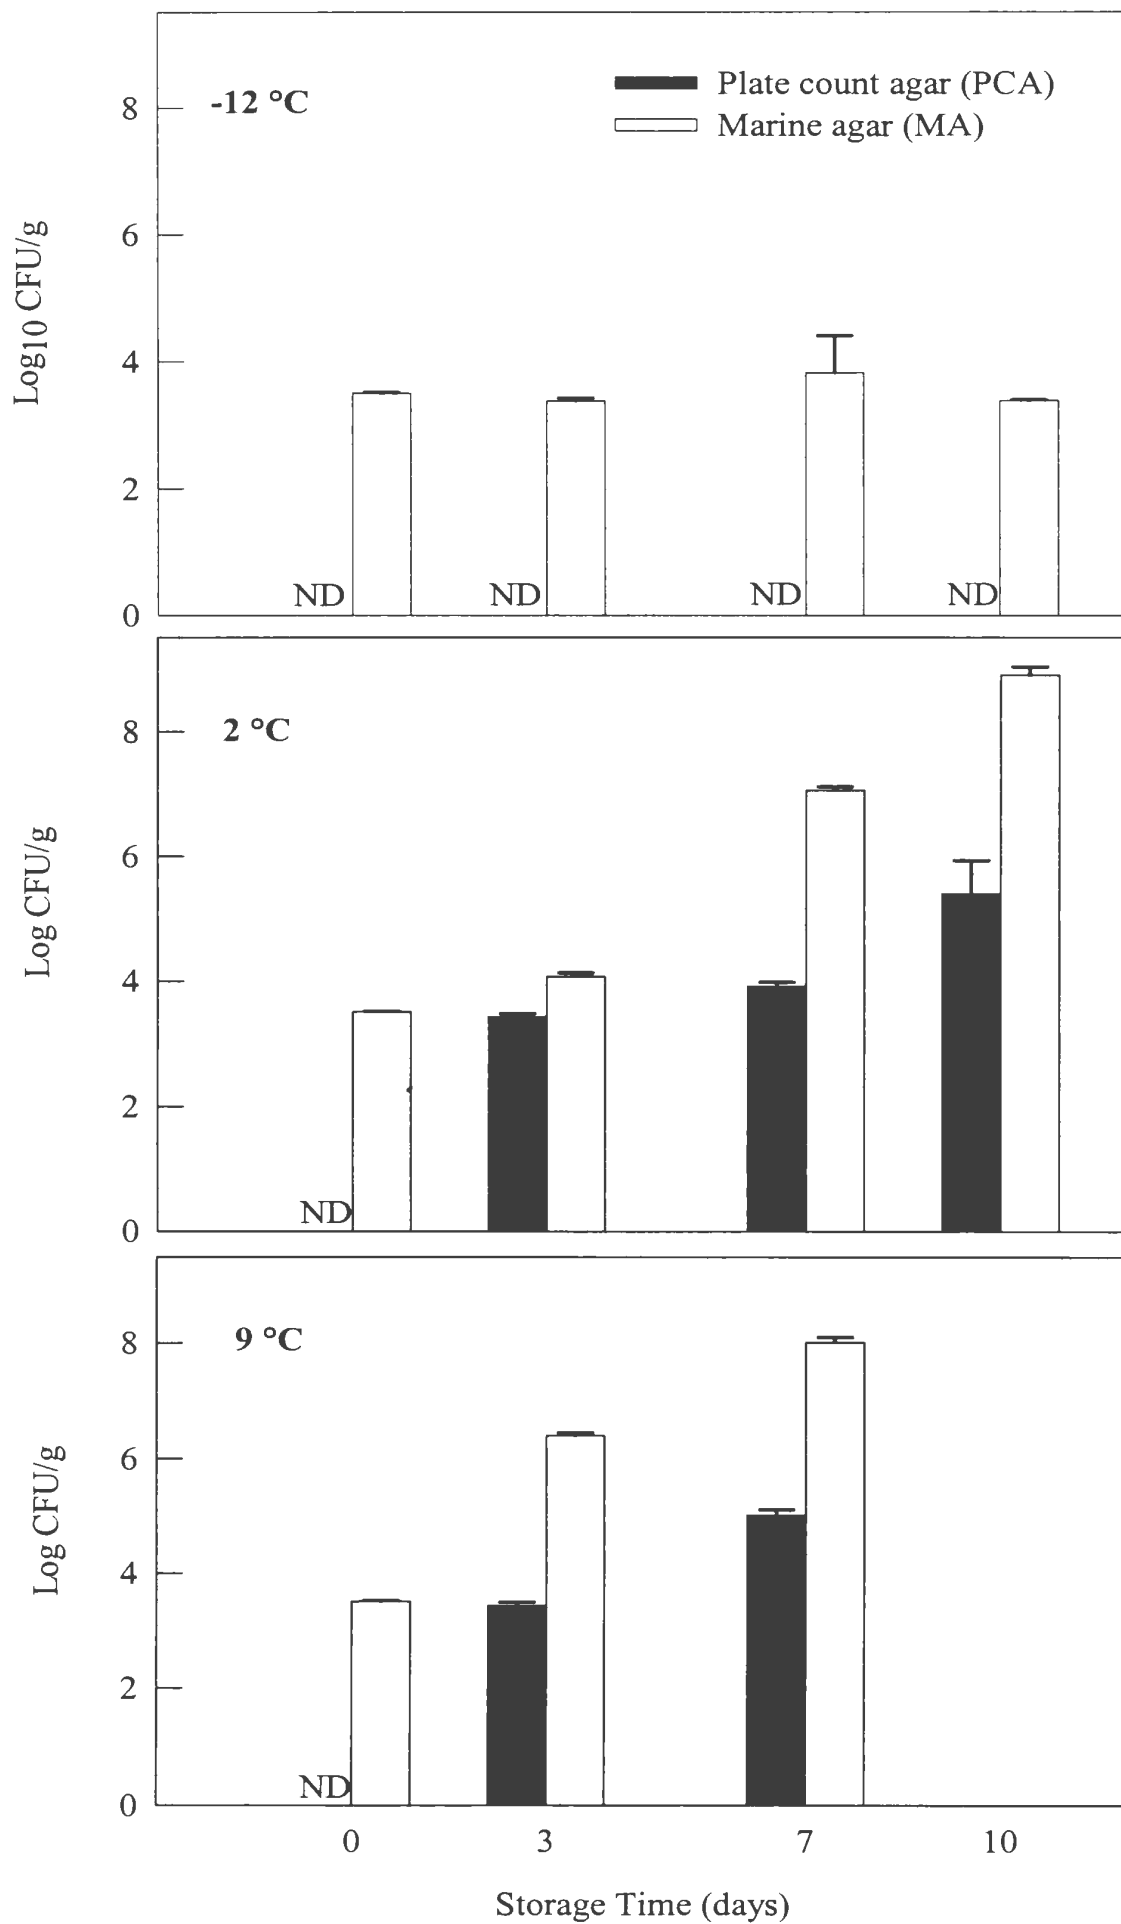 -12 °C
Plate count agar (PCA)
Marine agar (MA)
8
6
4
2
0
Log10 CFU/g
ND
ND
ND
ND
2 °C
8
6
4
2
0
Log CFU/g
ND
9 °C
8
6
4
2
0
Log CFU/g
ND
0 3 7 10
Storage Time (days)